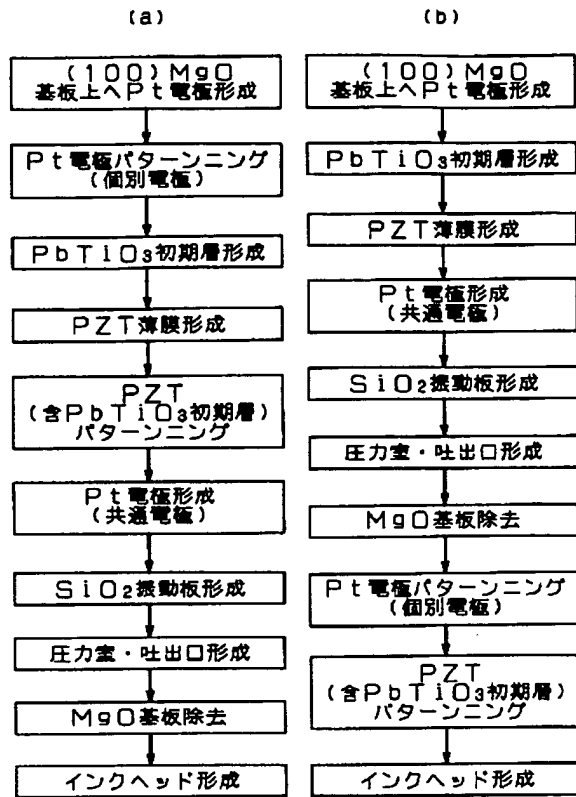 (a)
(100)MgO
基板上へPt電極形成
Pt電極パターンニング
(個別電極)
PbTiO₃初期層形成
PZT薄膜形成
PZT
(含PbTiO₃初期層)
パターンニング
Pt電極形成
(共通電極)
SiO₂振動板形成
圧力室・吐出口形成
MgO基板除去
インクヘッド形成
(b)
(100)MgO
基板上へPt電極形成
PbTiO₃初期層形成
PZT薄膜形成
Pt電極形成
(共通電極)
SiO₂振動板形成
圧力室・吐出口形成
MgO基板除去
Pt電極パターンニング
(個別電極)
PZT
(含PbTiO₃初期層)
パターンニング
インクヘッド形成